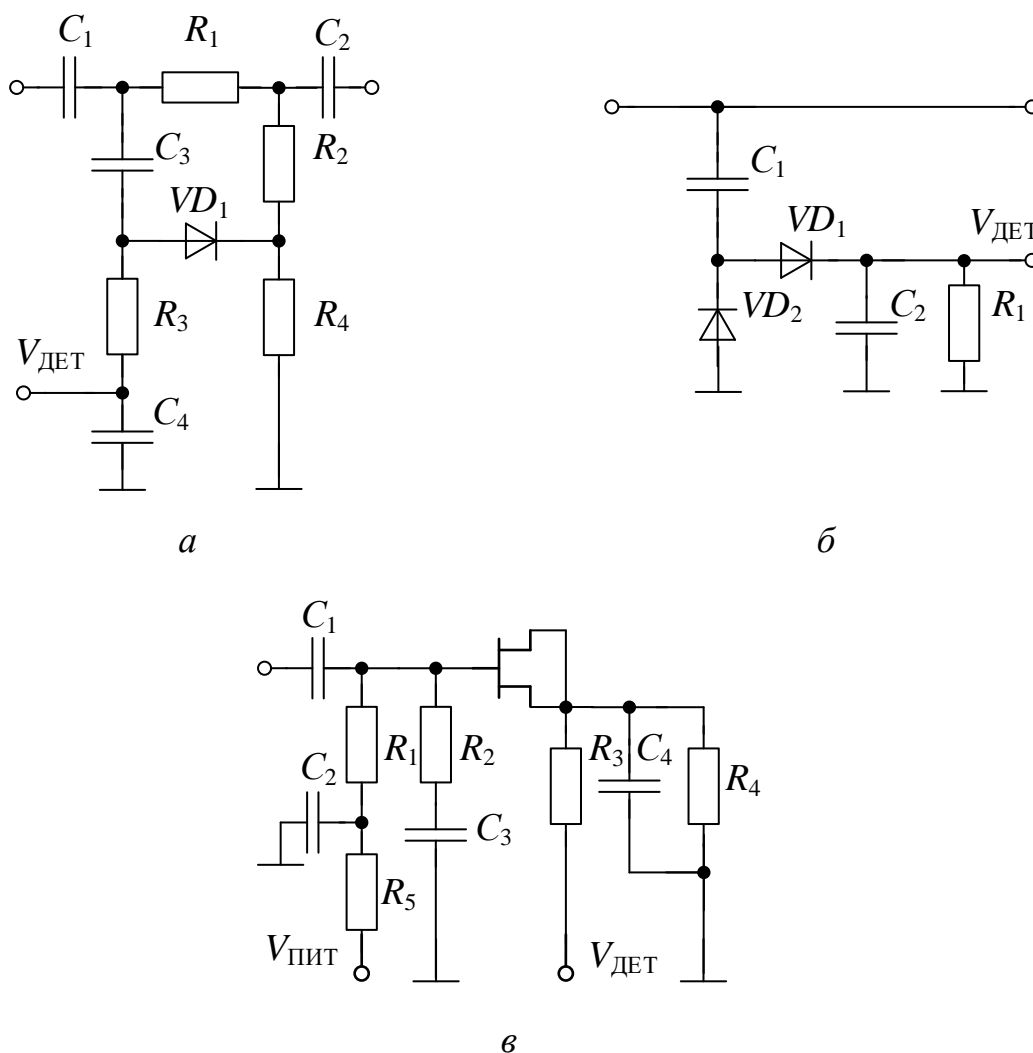 C1 R1 C2
C3 R2
VD1
R3 R4
VДЕТ
C4
а
C1
VD1 VДЕТ
VD2 C2 R1
б
C1
R1 R2 R3 C4 R4
C2
C3
R5
VПИТ VДЕТ
в